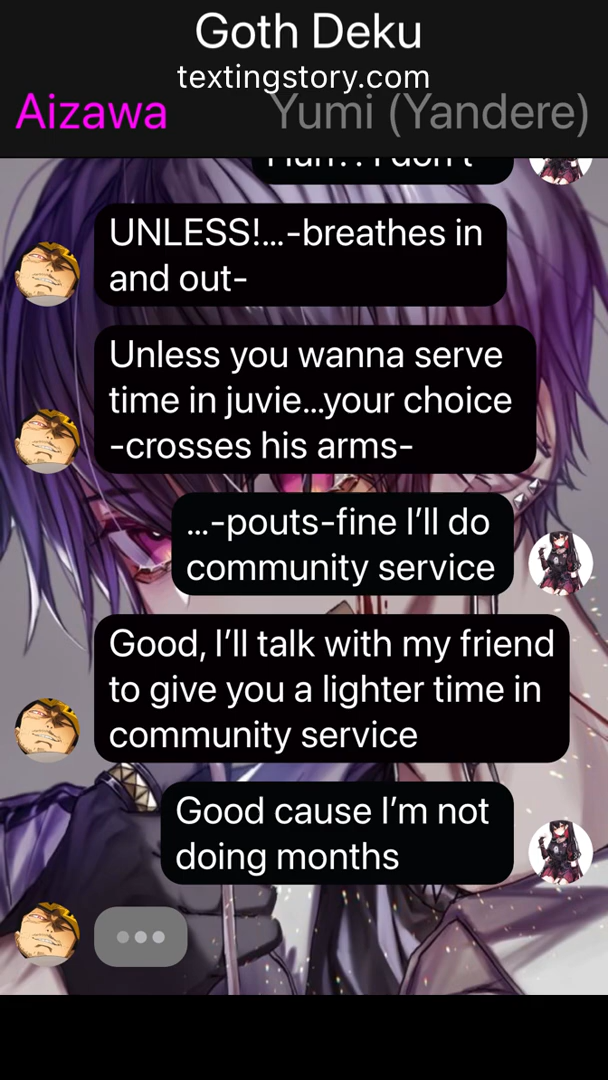 Goth Deku
textingstory.com
Aizawa
Yumi (Yandere)
Huh?? I don't
UNLESS!...-breathes in
and out-
Unless you wanna serve
time in juvie...your choice
-crosses his arms-
...-pouts-fine I'll do
community service
Good, I'll talk with my friend
to give you a lighter time in
community service
Good cause I'm not
doing months